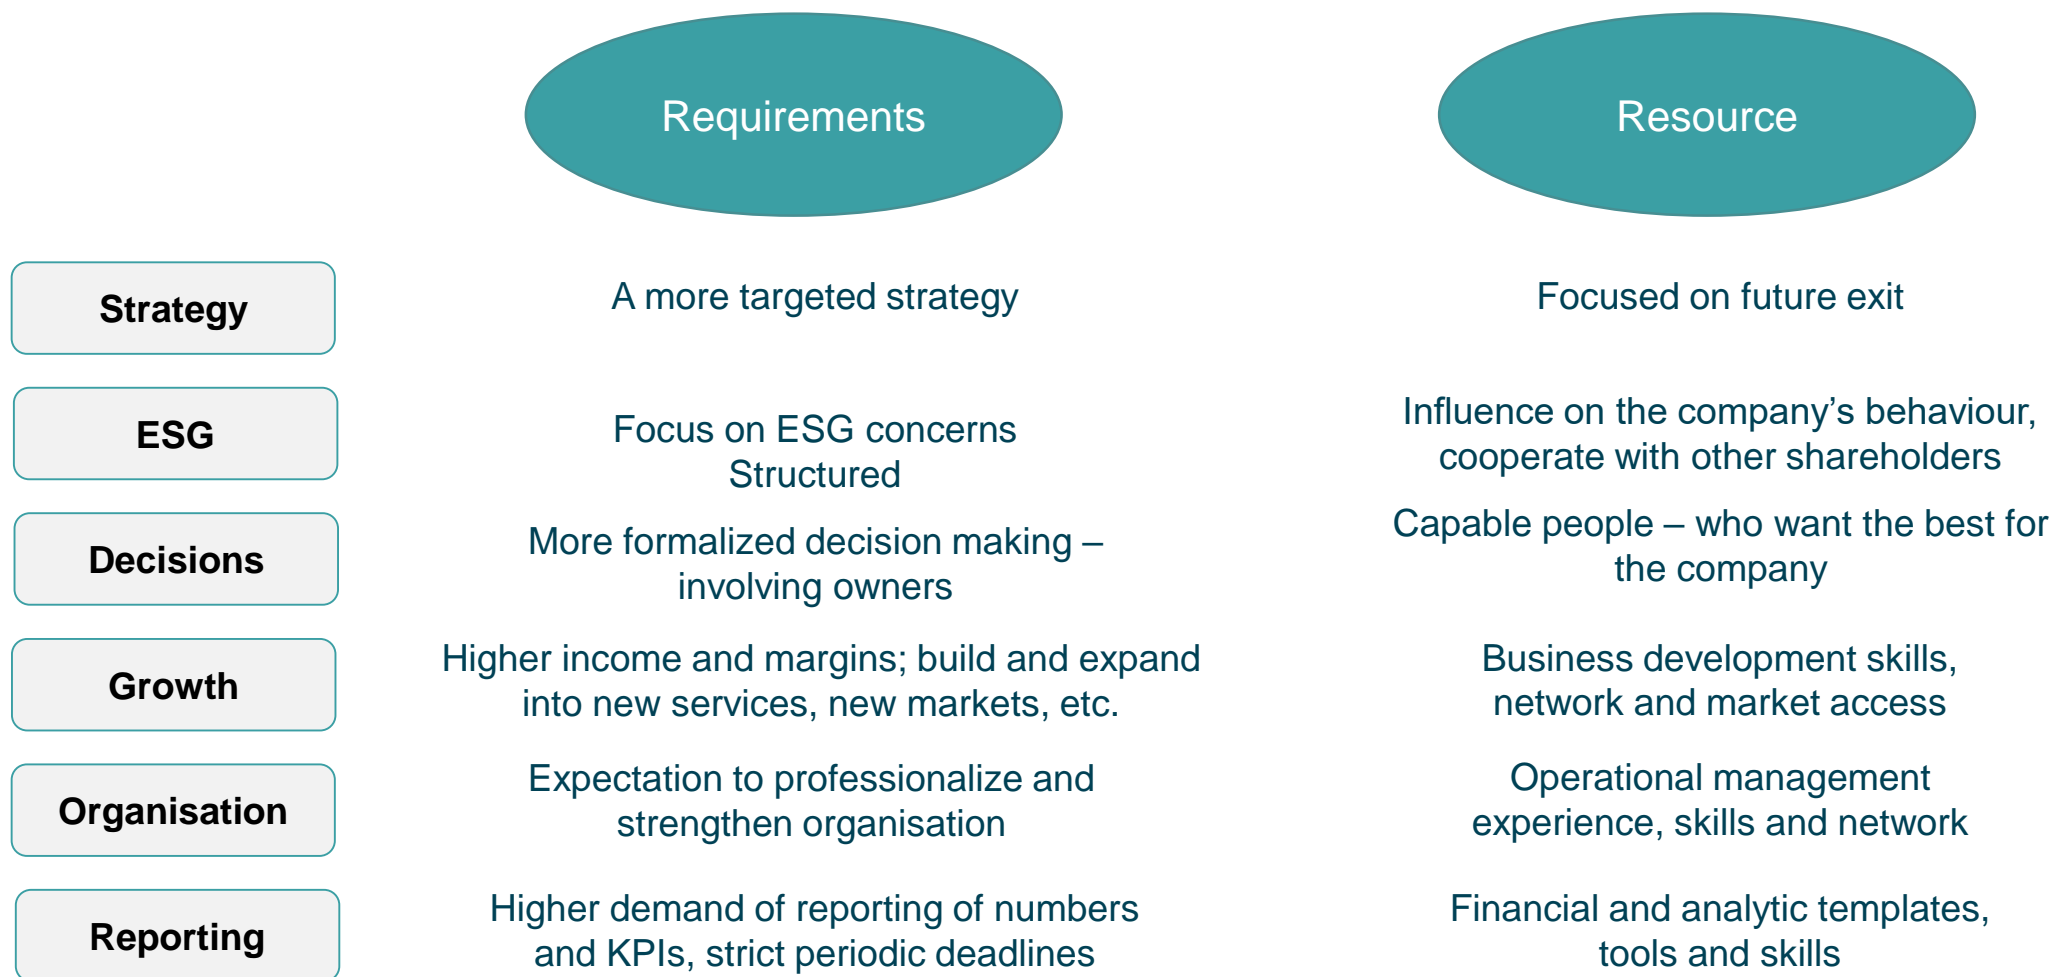 Requirements
Resource
Strategy
A more targeted strategy
Focused on future exit
ESG
Focus on ESG concerns
Structured
Influence on the company’s behaviour,
cooperate with other shareholders
Decisions
More formalized decision making –
involving owners
Capable people – who want the best for
the company
Growth
Higher income and margins; build and expand
into new services, new markets, etc.
Business development skills,
network and market access
Organisation
Expectation to professionalize and
strengthen organisation
Operational management
experience, skills and network
Reporting
Higher demand of reporting of numbers
and KPIs, strict periodic deadlines
Financial and analytic templates,
tools and skills